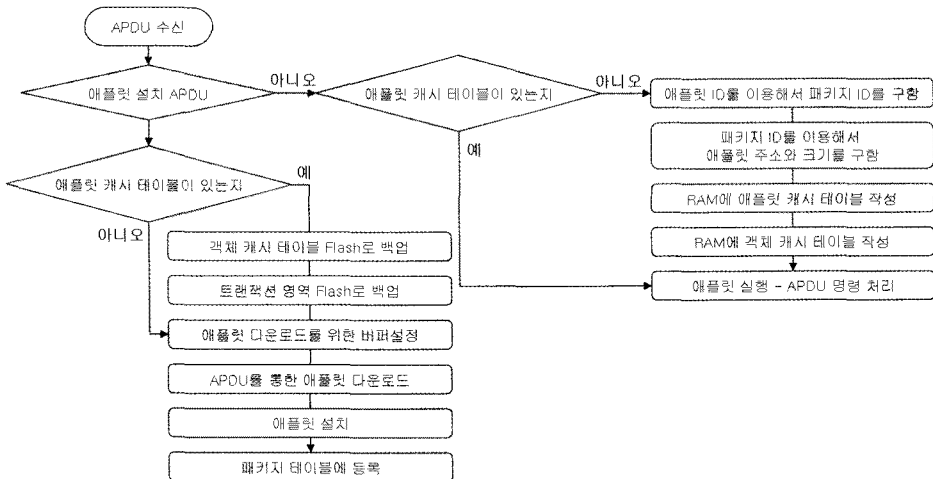 APDU 수신
애플릿 설치 APDU
아니오
애플릿 캐시 테이블이 있는지
아니오
애플릿 ID를 이용해서 패키지 ID를 구함
패키지 ID를 이용해서
애플릿 주소와 크기를 구함
RAM에 애플릿 캐시 테이블 작성
RAM에 객체 캐시 테이블 작성
애플릿 실행 - APDU 명령 처리
예
애플릿 캐시 테이블이 있는지
예
아니오
객체 캐시 테이블 Flash로 백업
트랜잭션 영역 Flash로 백업
애플릿 다운로드를 위한 버퍼설정
APDU를 통한 애플릿 다운로드
애플릿 설치
패키지 테이블에 등록